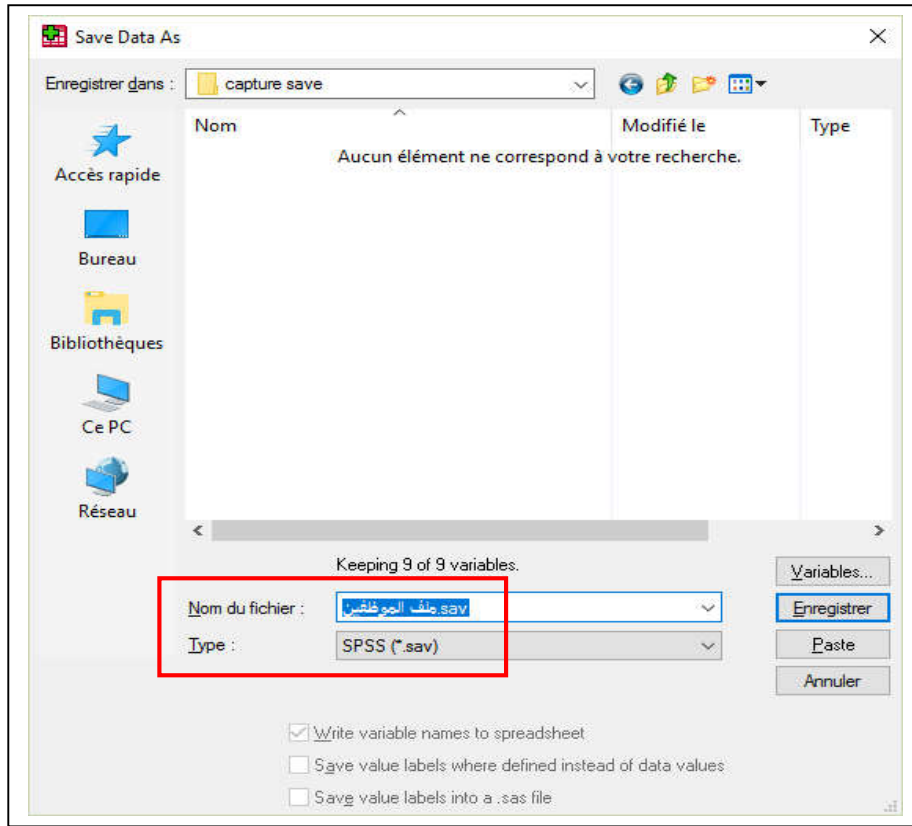 Save Data As
Enregistrer dans : capture save
Nom Modifié le Type
Aucun élément ne correspond à votre recherche.
Accès rapide
Bureau
Bibliothèques
Ce PC
Réseau
Keeping 9 of 9 variables.
Variables...
Nom du fichier : ملف الموظفين.sav Enregistrer
Type : SPSS (*.sav) Paste
Annuler
Write variable names to spreadsheet
Save value labels where defined instead of data values
Save value labels into a .sas file